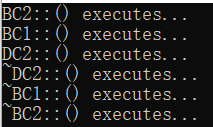 BC2::() executes...
BC1::() executes...
DC2::() executes...
~DC2::() executes...
~BC1::() executes...
~BC2::() executes...